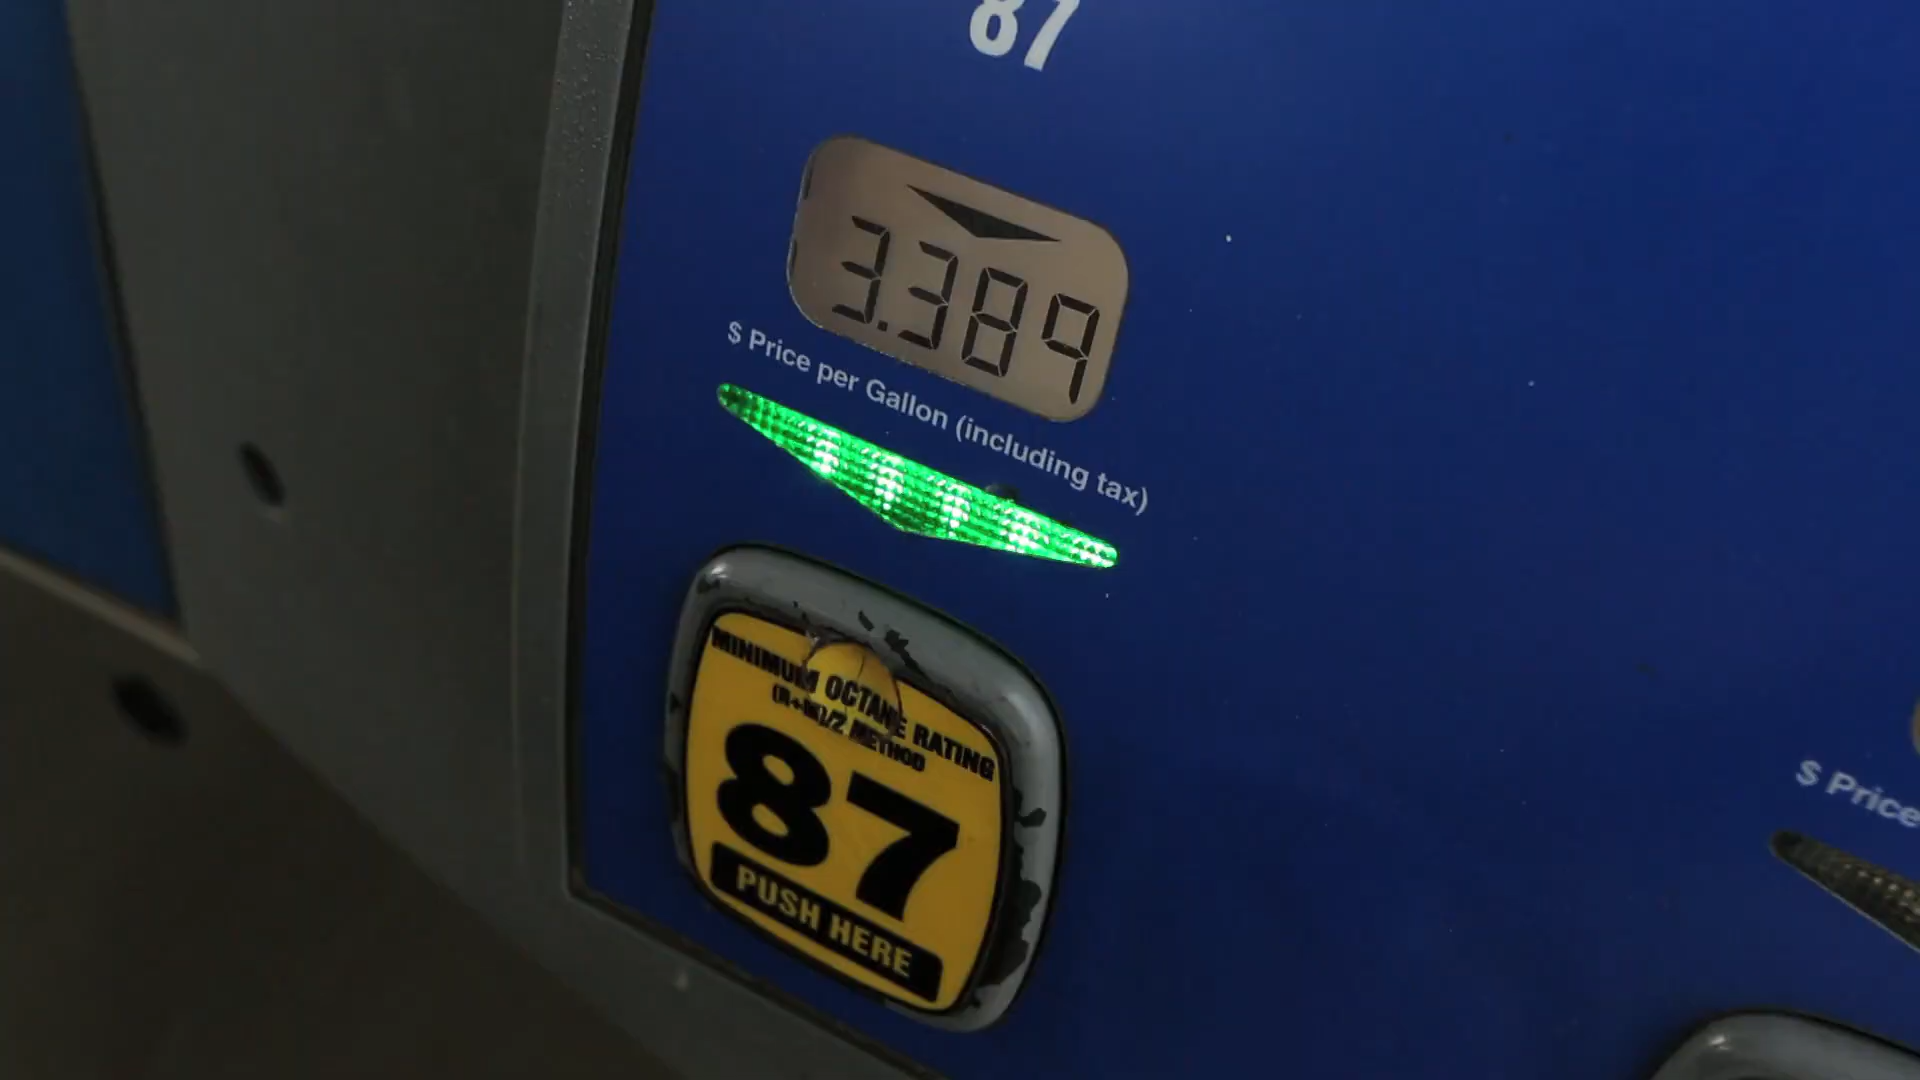 87
3.389
$ Price per Gallon (including tax)
MINIMUM OCTANE RATING
(R+M)/2 METHOD
87
PUSH HERE
$ Price